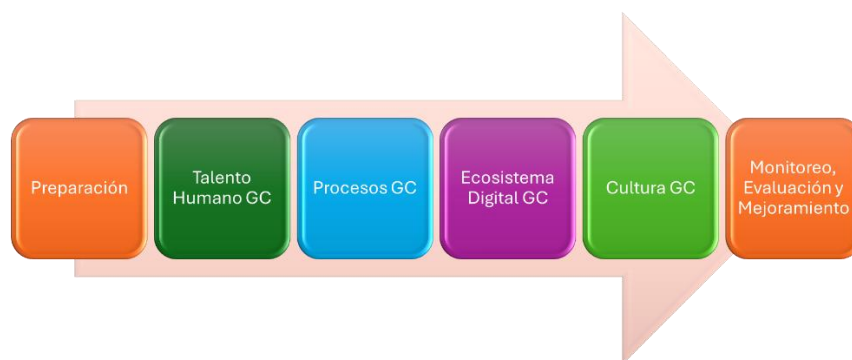 Preparación
Talento
Humano GC
Procesos GC
Ecosistema
Digital GC
Cultura GC
Monitoreo,
Evaluación y
Mejoramiento